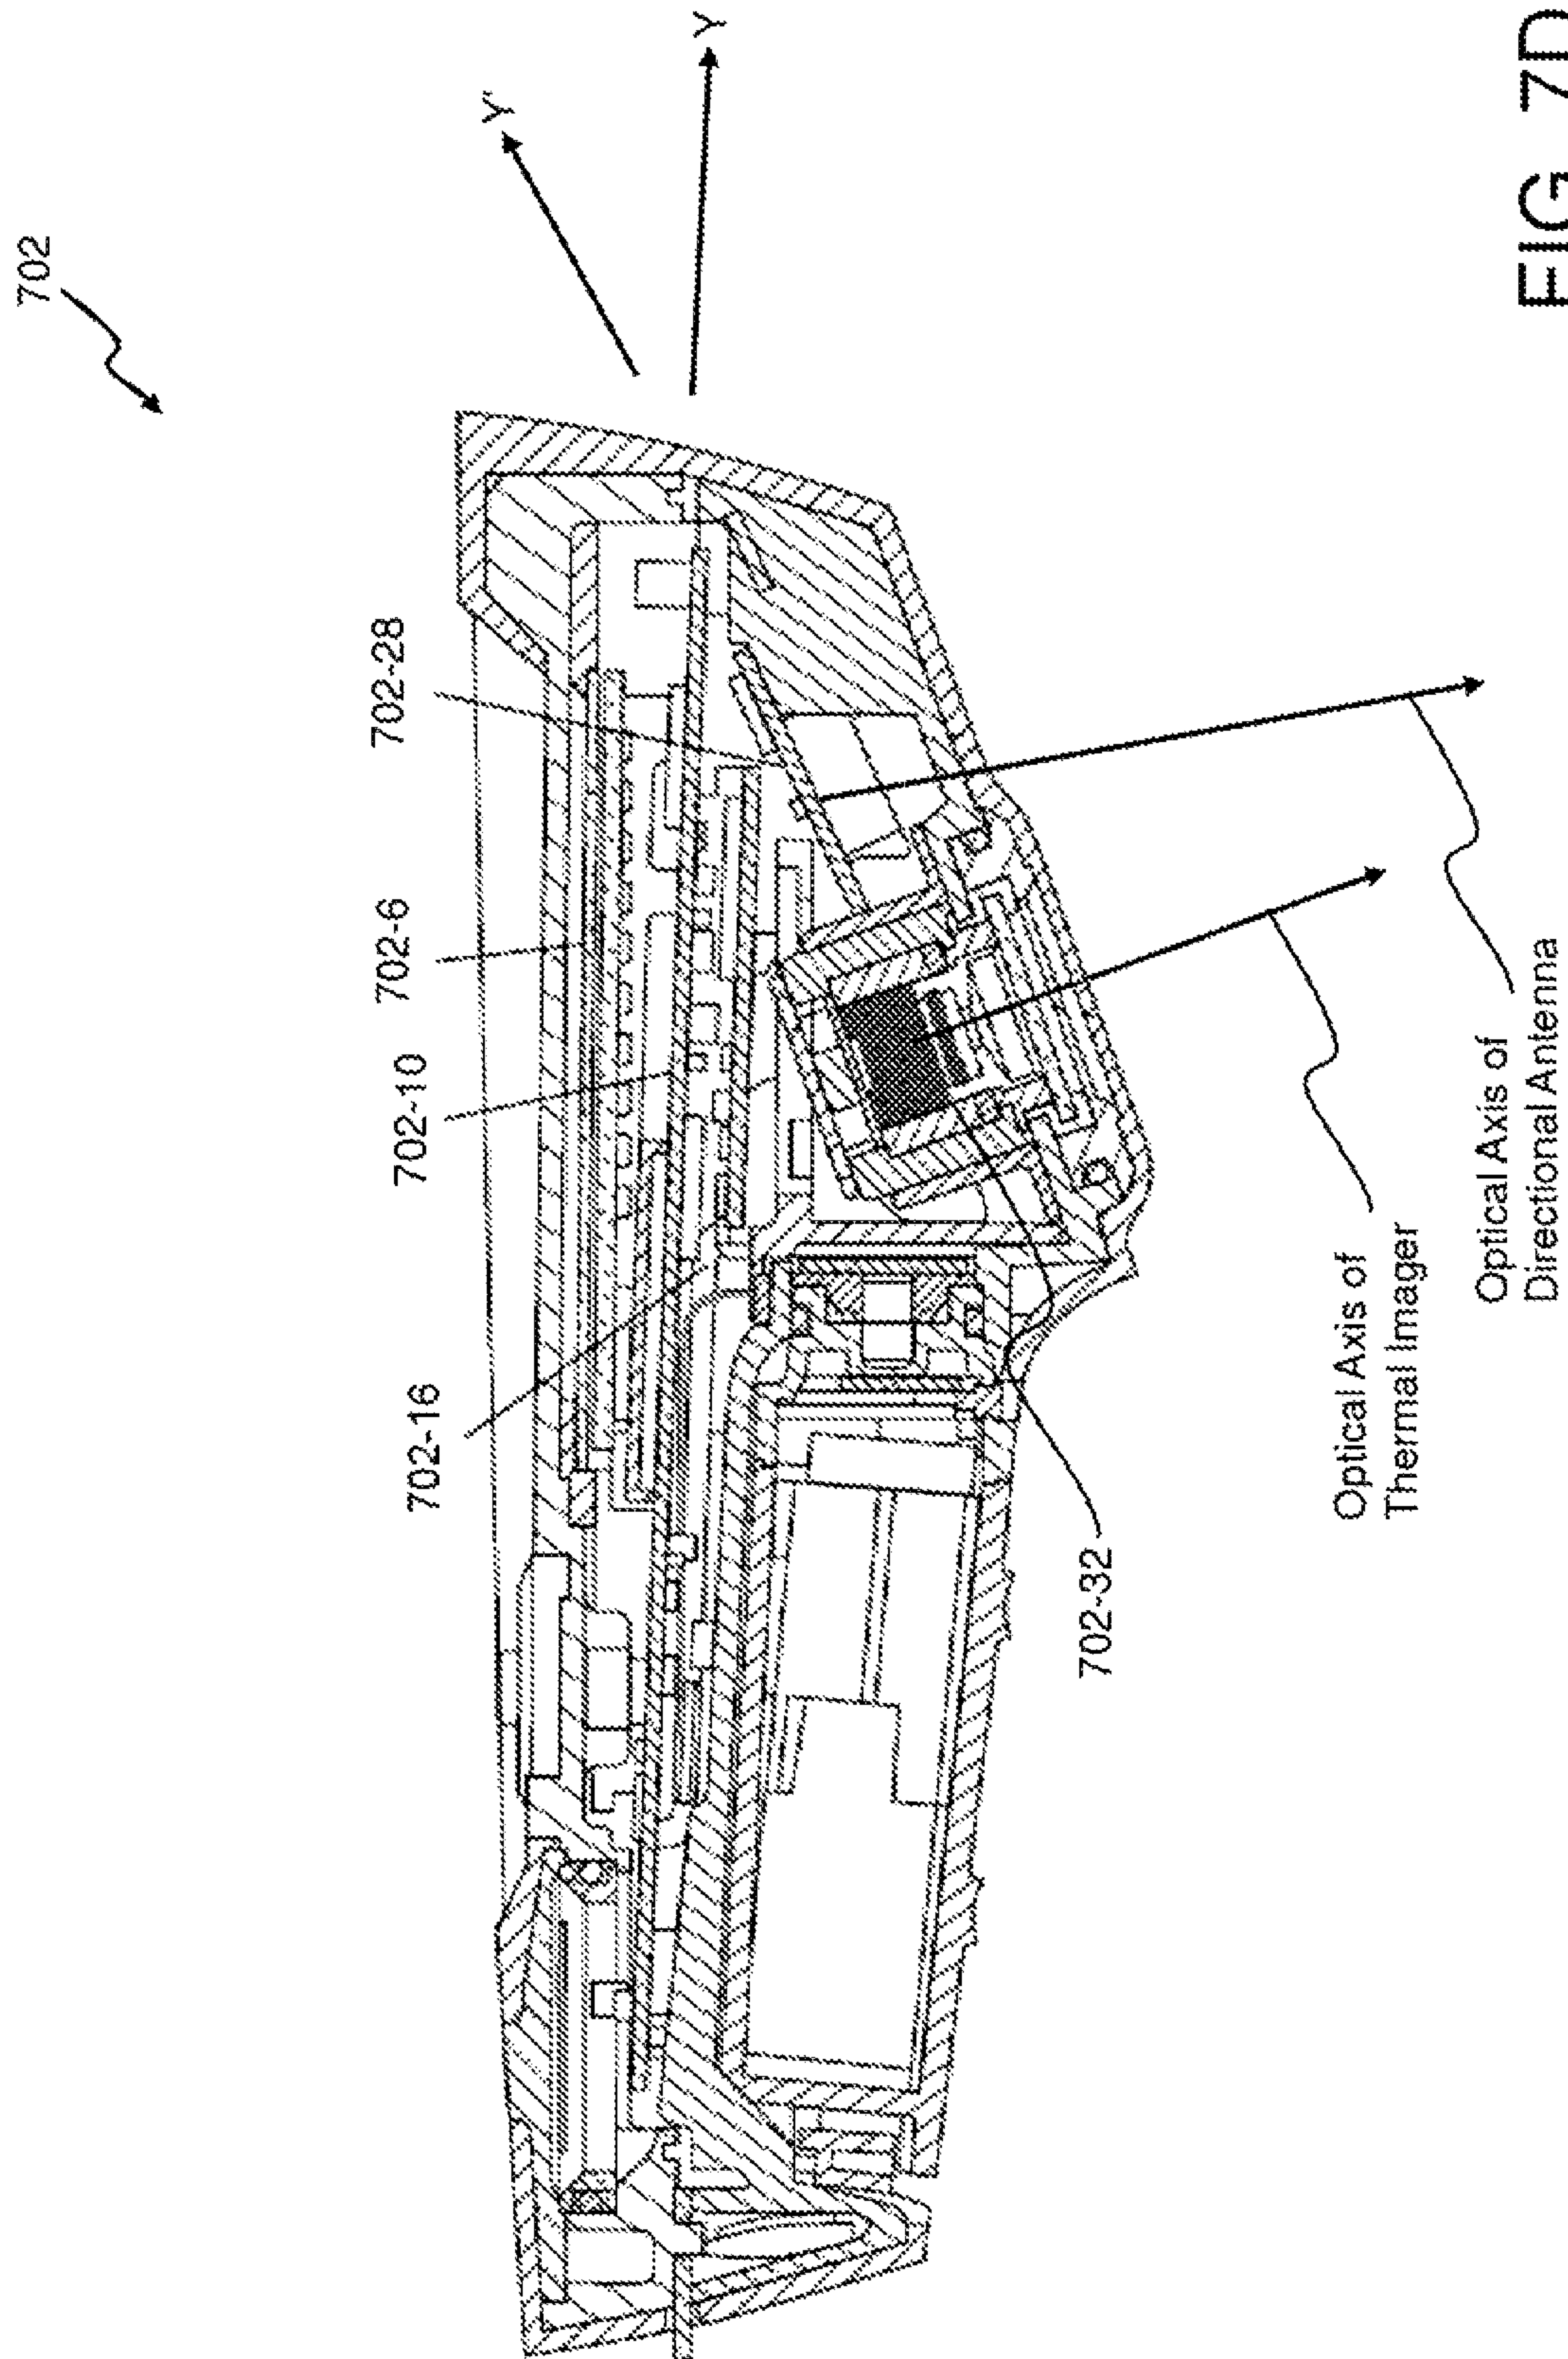 702
Y'
Y
702-28
702-6
702-10
702-16
702-32
Optical Axis of
Thermal Imager
Optical Axis of
Directional Antenna
FIG. 7D